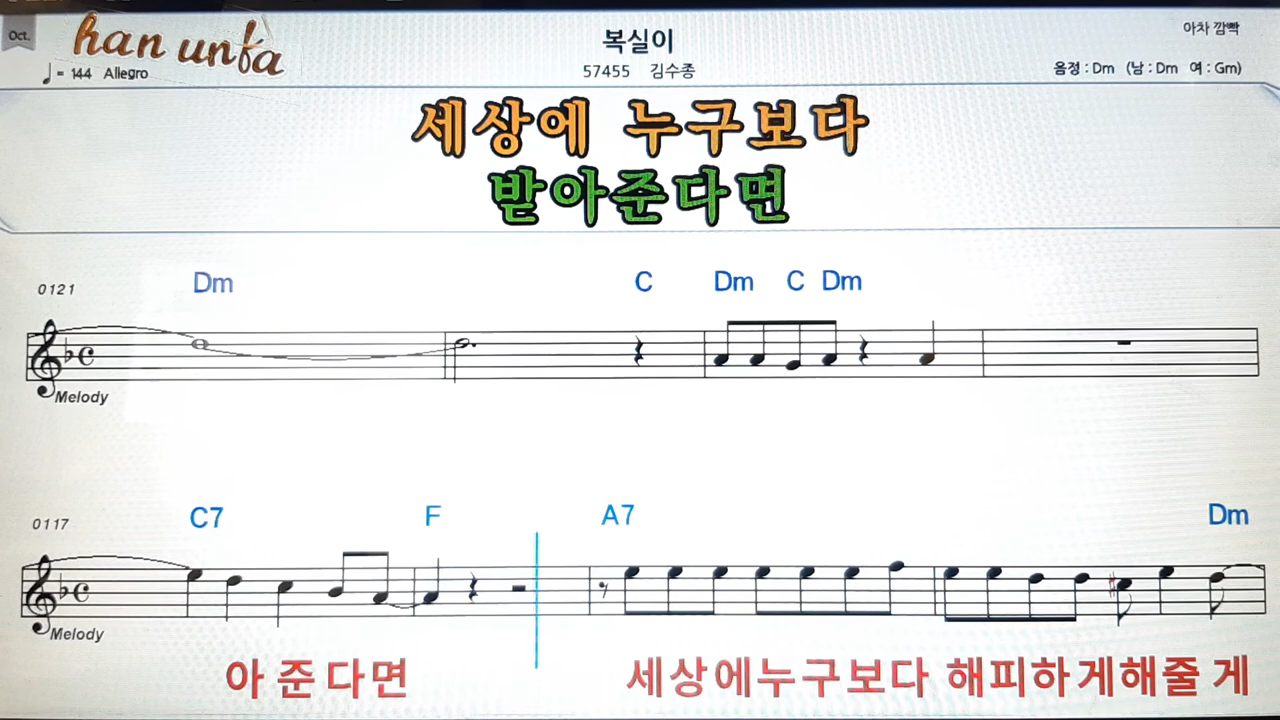 Oct.
han unfa
복실이
아차 깜빡
= 144 Allegro
57455 김수종
음정 : Dm (남 : Dm 여 : Gm)
세상에 누구보다
받아준다면
0121
Dm C Dm C Dm
Melody
0117
C7 F A7 Dm
Melody
아 준 다면 세상에누구보다 해피하게해줄 게